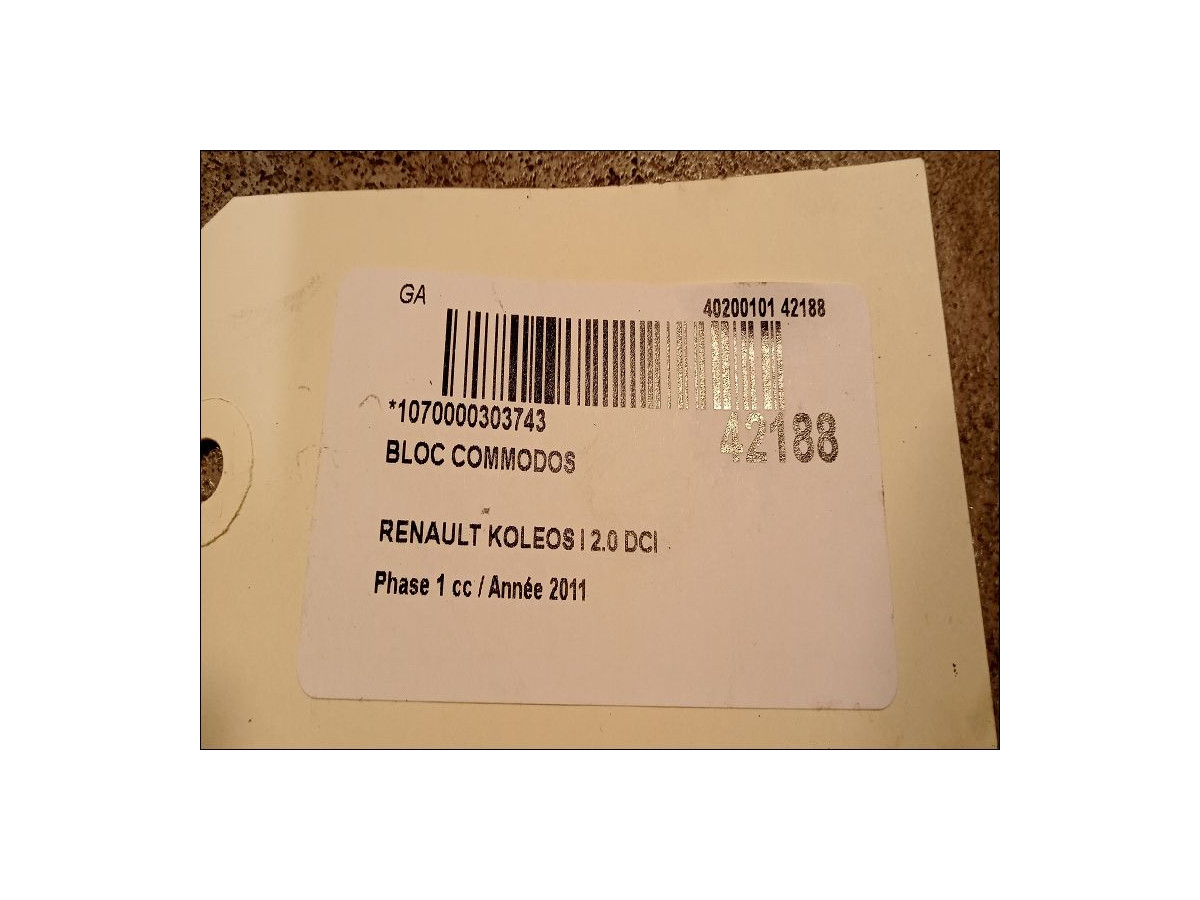 GA
40200101 42188
*1070000303743
42188
BLOC COMMODOS
RENAULT KOLEOS I 2.0 DCI
Phase 1 cc / Année 2011